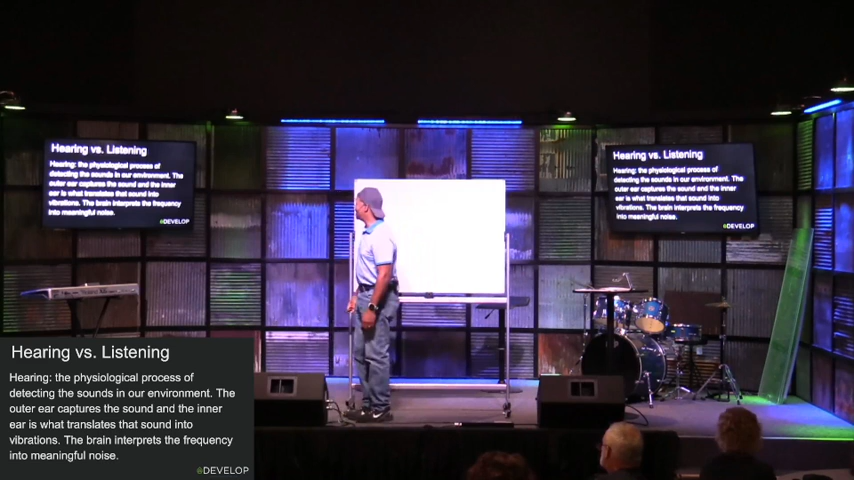 Hearing vs. Listening
Hearing: the physiological process of
detecting the sounds in our environment. The
outer ear captures the sound and the inner
ear is what translates that sound into
vibrations. The brain interprets the frequency
into meaningful noise.
DEVELOP
Hearing vs. Listening
Hearing: the physiological process of
detecting the sounds in our environment. The
outer ear captures the sound and the inner
ear is what translates that sound into
vibrations. The brain interprets the frequency
into meaningful noise.
DEVELOP
Hearing vs. Listening
Hearing: the physiological process of
detecting the sounds in our environment. The
outer ear captures the sound and the inner
ear is what translates that sound into
vibrations. The brain interprets the frequency
into meaningful noise.
DEVELOP